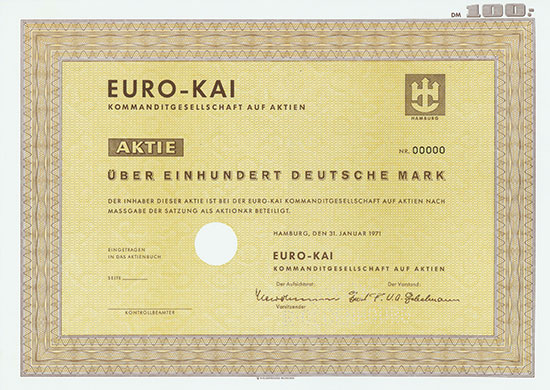 DM 100:
EURO-KAI
KOMMANDITGESELLSCHAFT AUF AKTIEN
HAMBURG
AKTIE
NR. 00000
ÜBER EINHUNDERT DEUTSCHE MARK
DER INHABER DIESER AKTIE IST BEI DER EURO-KAI KOMMANDITGESELLSCHAFT AUF AKTIEN NACH
MASSGABE DER SATZUNG ALS AKTIONÄR BETEILIGT.
HAMBURG, DEN 31. JANUAR 1971
EINGETRAGEN
IN DAS AKTIENBUCH
EURO-KAI
KOMMANDITGESELLSCHAFT AUF AKTIEN
SEITE
Der Aufsichtsrat:
Der Vorstand:
Vorsitzender
KONTROLLBEAMTER